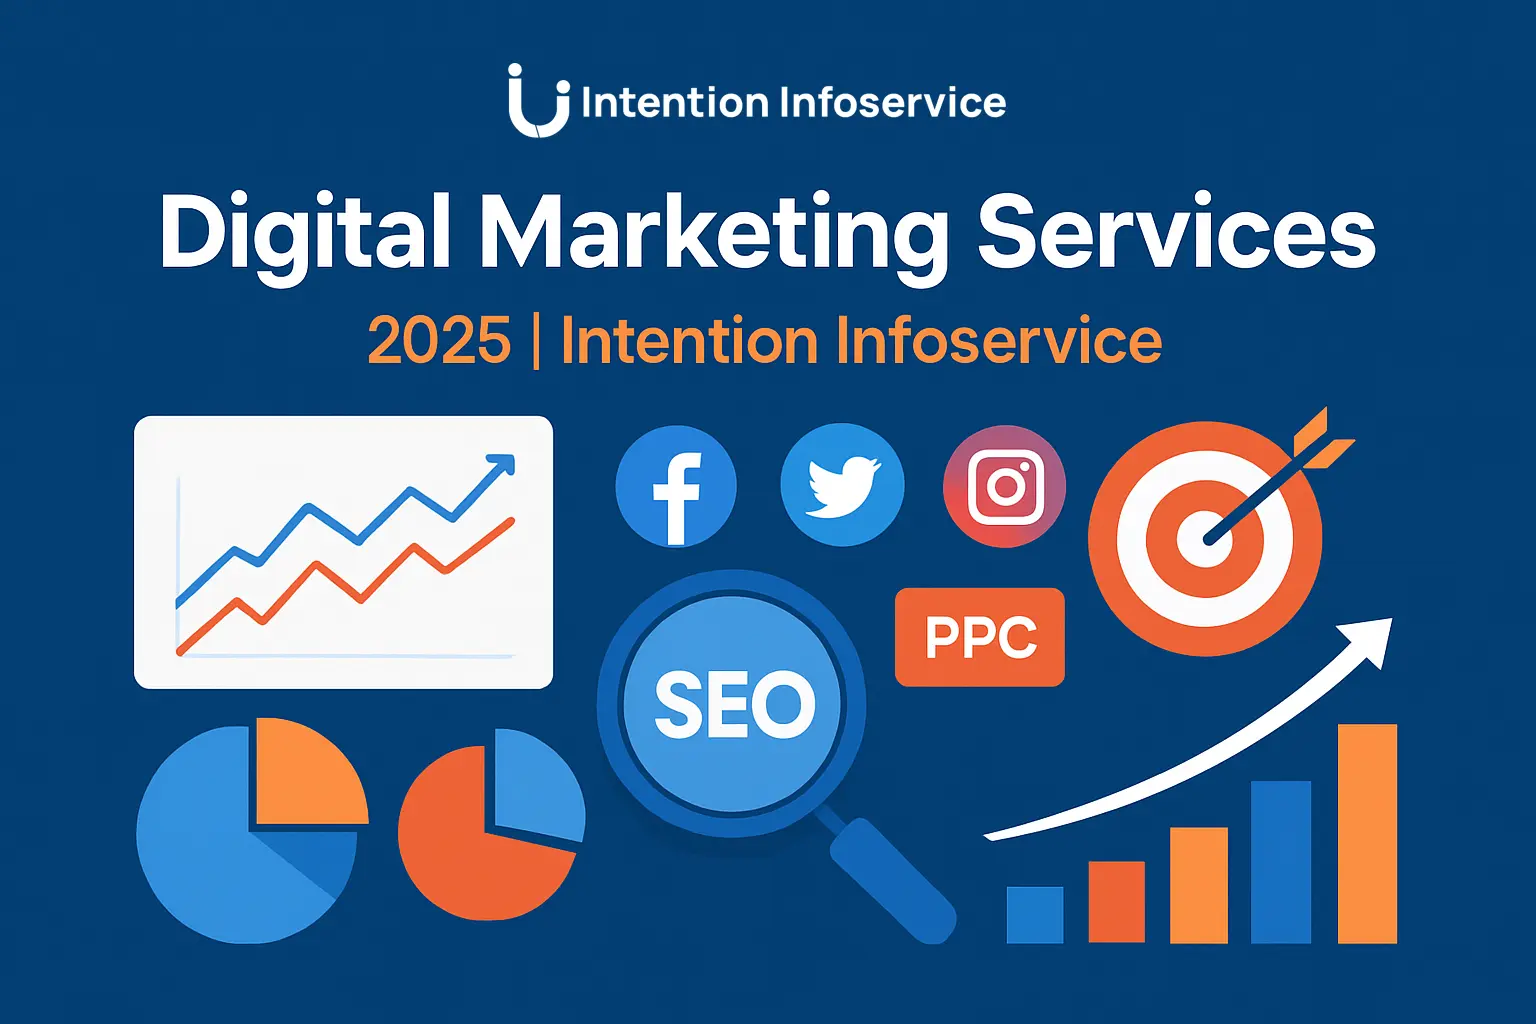 Intention Infoservice
Digital Marketing Services
2025 | Intention Infoservice
PPC
SEO